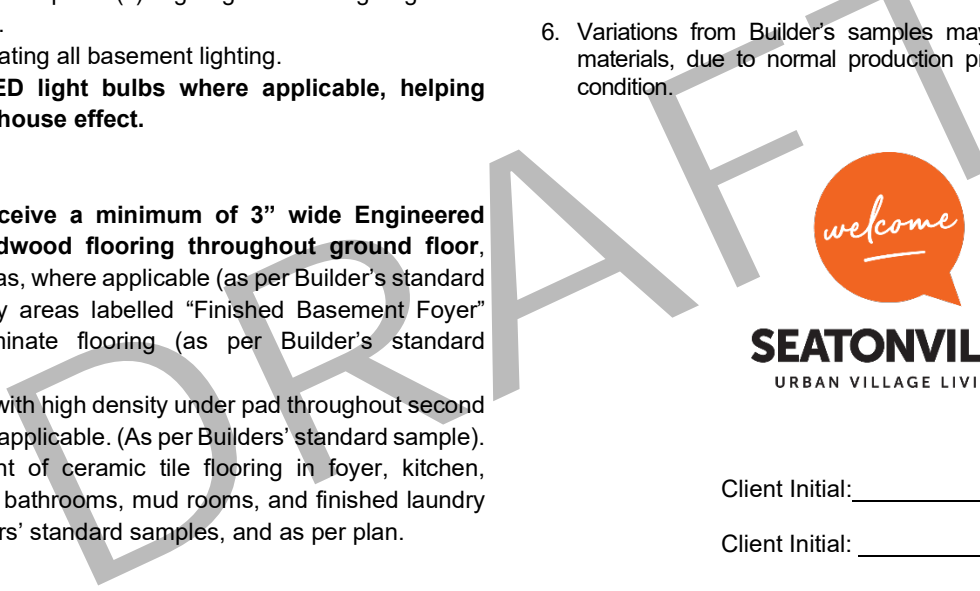 ating all basement lighting.
ED light bulbs where applicable, helping
house effect.
ceive a minimum of 3” wide Engineered
dwood flooring throughout ground floor,
as, where applicable (as per Builder’s standard
y areas labelled “Finished Basement Foyer”
inate flooring (as per Builder’s standard
with high density under pad throughout second
applicable. (As per Builders’ standard sample).
nt of ceramic tile flooring in foyer, kitchen,
bathrooms, mud rooms, and finished laundry
rs’ standard samples, and as per plan.
6. Variations from Builder’s samples may
materials, due to normal production p
condition.
welcome
SEATONVIL
URBAN VILLAGE LIVI
Client Initial:
Client Initial:
DRAFT